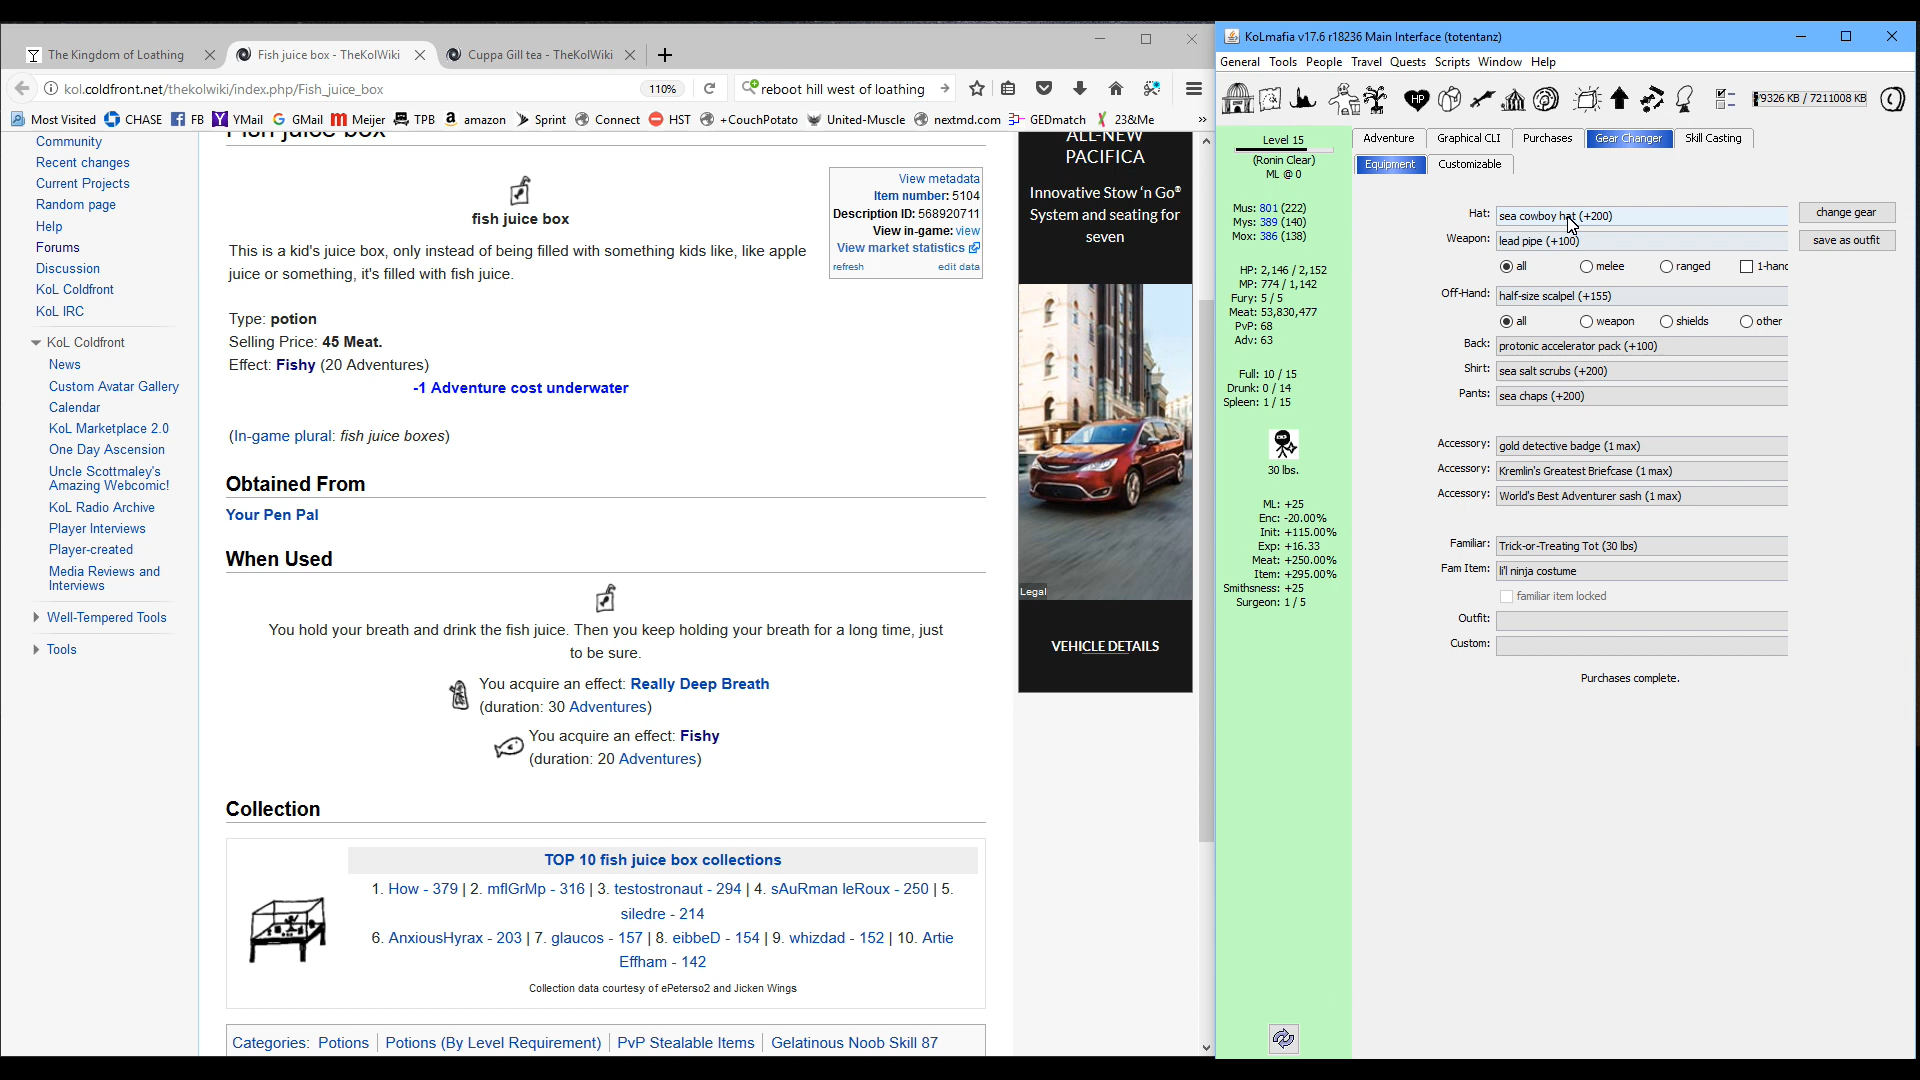 The Kingdom of Loathing
Fish juice box - TheKolWiki
Cuppa Gill tea - TheKolWiki
kol.coldfront.net/thekolwiki/index.php/Fish_juice_box
110%
reboot hill west of loathing
Most Visited
CHASE
FB
YMail
GMail
Meijer
TPB
amazon
Sprint
Connect
HST
+CouchPotato
United-Muscle
nextmd.com
GEDmatch
23&Me
Community
Recent changes
Current Projects
Random page
Help
Forums
Discussion
KoL Coldfront
KoL IRC
KoL Coldfront
News
Custom Avatar Gallery
Calendar
KoL Marketplace 2.0
One Day Ascension
Uncle Scottmaley's
Amazing Webcomic!
KoL Radio Archive
Player Interviews
Player-created
Media Reviews and
Interviews
Well-Tempered Tools
Tools
Fish juice box
fish juice box
View metadata
Item number: 5104
Description ID: 568920711
View in-game: view
View market statistics
refresh
edit data
This is a kid's juice box, only instead of being filled with something kids like, like apple
juice or something, it's filled with fish juice.
Type: potion
Selling Price: 45 Meat.
Effect: Fishy (20 Adventures)
-1 Adventure cost underwater
(In-game plural: fish juice boxes)
Obtained From
Your Pen Pal
When Used
You hold your breath and drink the fish juice. Then you keep holding your breath for a long time, just
to be sure.
You acquire an effect: Really Deep Breath
(duration: 30 Adventures)
You acquire an effect: Fishy
(duration: 20 Adventures)
Collection
TOP 10 fish juice box collections
1. How - 379 | 2. mflGrMp - 316 | 3. testostronaut - 294 | 4. sAuRman leRoux - 250 | 5.
siledre - 214
6. AnxiousHyrax - 203 | 7. glaucos - 157 | 8. eibbeD - 154 | 9. whizdad - 152 | 10. Artie
Effham - 142
Collection data courtesy of ePeterso2 and Jicken Wings
Categories: Potions | Potions (By Level Requirement) | PvP Stealable Items | Gelatinous Noob Skill 87
ALL-NEW
PACIFICA
Innovative Stow 'n Go®
System and seating for
seven
Legal
VEHICLE DETAILS
KoLmafia v17.6 r18236 Main Interface (totentanz)
General Tools People Travel Quests Scripts Window Help
HP
79326 KB / 7211008 KB
Level 15
(Ronin Clear)
ML @ 0
Mus: 801 (222)
Mys: 389 (140)
Mox: 386 (138)
HP: 2,146 / 2,152
MP: 774 / 1,142
Fury: 5 / 5
Meat: 53,830,477
PvP: 68
Adv: 63
Full: 10 / 15
Drunk: 0 / 14
Spleen: 1 / 15
30 lbs.
ML: +25
Enc: -20.00%
Init: +115.00%
Exp: +16.33
Meat: +250.00%
Item: +295.00%
Smithsness: +25
Surgeon: 1 / 5
Adventure
Graphical CLI
Purchases
Gear Changer
Skill Casting
Equipment
Customizable
Hat: sea cowboy hat (+200)
change gear
Weapon: lead pipe (+100)
save as outfit
all melee ranged 1-hand
Off-Hand: half-size scalpel (+155)
all weapon shields other
Back: protonic accelerator pack (+100)
Shirt: sea salt scrubs (+200)
Pants: sea chaps (+200)
Accessory: gold detective badge (1 max)
Accessory: Kremlin's Greatest Briefcase (1 max)
Accessory: World's Best Adventurer sash (1 max)
Familiar: Trick-or-Treating Tot (30 lbs)
Fam Item: li'l ninja costume
familiar item locked
Outfit:
Custom:
Purchases complete.